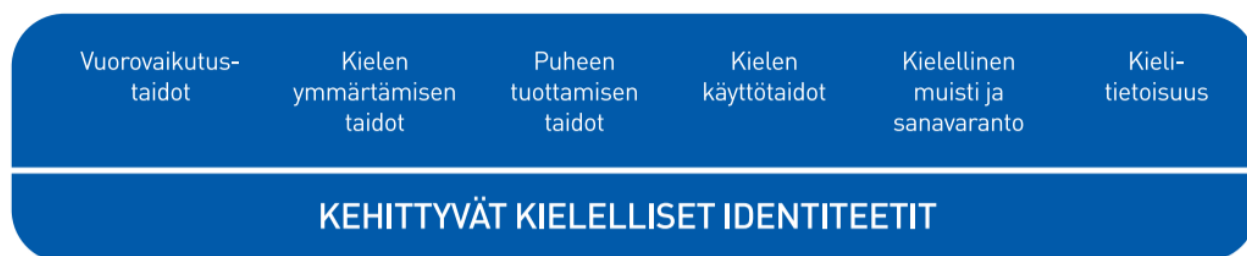 Vuorovaikutus-
taidot
Kielen
ymmärtämisen
taidot
Puheen
tuottamisen
taidot
Kielen
käyttötaidot
Kielellinen
muisti ja
sanavaranto
Kieli-
tietoisuus
KEHITTYVÄT KIELELLISET IDENTITEETIT